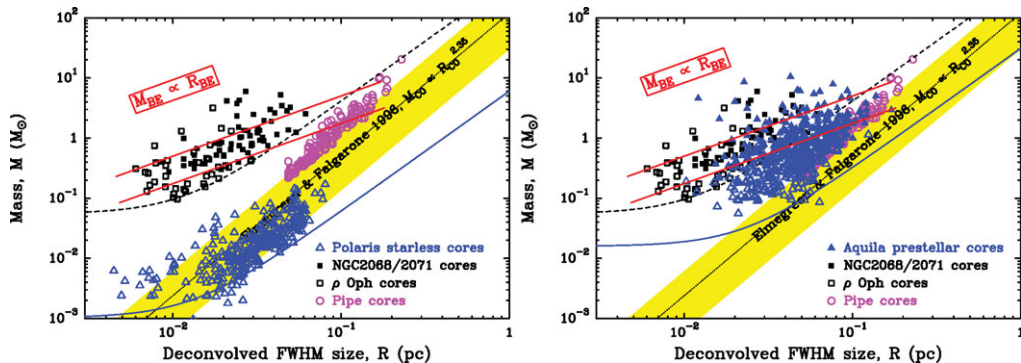 10²
10¹
1
10⁻¹
10⁻²
10⁻³
Mass, M (M⊙)
M_BE ∝ R_BE
Elmegreen & Falgarone 1996, M_CO ∝ R_CO^2.35
Polaris starless cores
NGC2068/2071 cores
ρ Oph cores
Pipe cores
10⁻² 10⁻¹ 1
Deconvolved FWHM size, R (pc)
10²
10¹
1
10⁻¹
10⁻²
10⁻³
Mass, M (M⊙)
M_BE ∝ R_BE
Elmegreen & Falgarone 1996, M_CO ∝ R_CO^2.35
Aquila prestellar cores
NGC2068/2071 cores
ρ Oph cores
Pipe cores
10⁻² 10⁻¹ 1
Deconvolved FWHM size, R (pc)